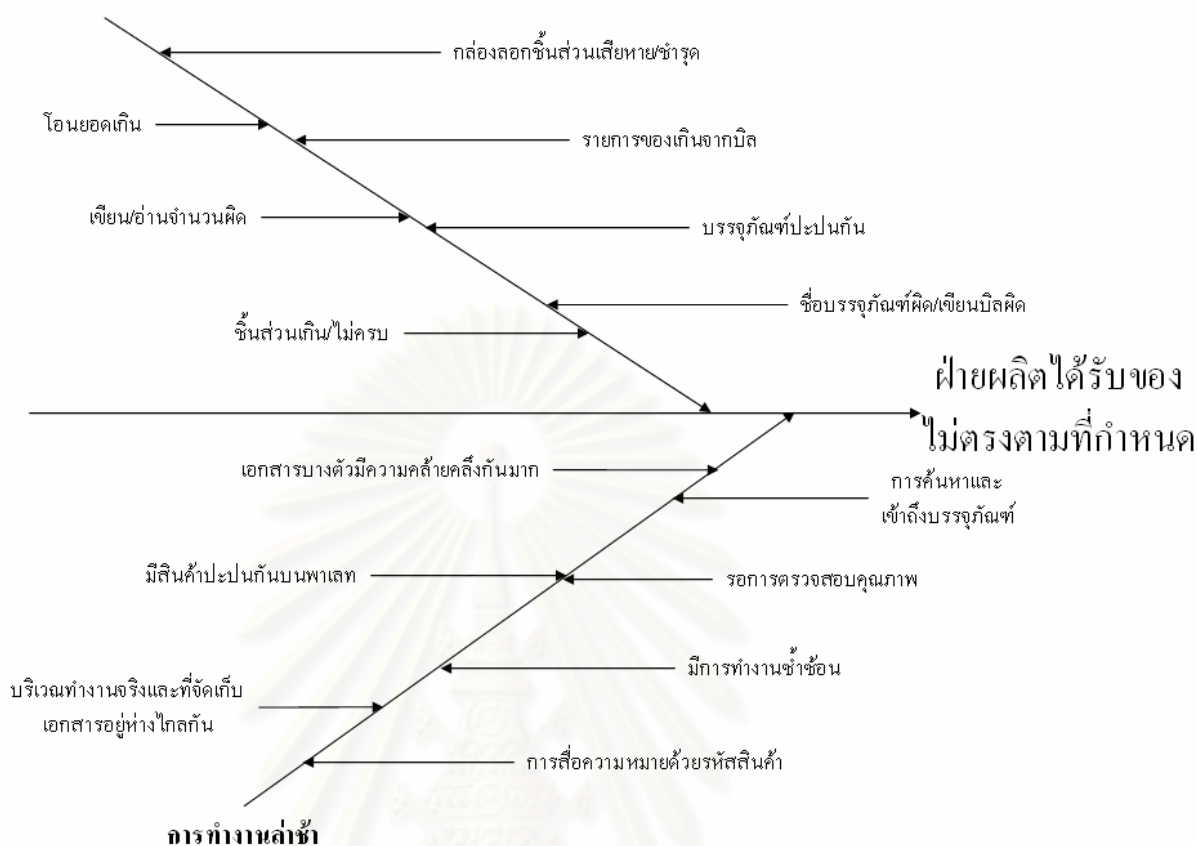 กล่องลอกชิ้นส่วนเสียหาย/ชำรุด
โอนยอดเกิน
รายการของเกินจากบิล
เขียน/อ่านจำนวนผิด
บรรจุภัณฑ์ปะปนกัน
ชื่อบรรจุภัณฑ์ผิด/เขียนบิลผิด
ชิ้นส่วนเกิน/ไม่ครบ
ฝ่ายผลิตได้รับของ
ไม่ตรงตามที่กำหนด
เอกสารบางตัวมีความคล้ายคลึงกันมาก
การค้นหาและ
เข้าถึงบรรจุภัณฑ์
มีสินค้าปะปนกันบนพาเลท
รอการตรวจสอบคุณภาพ
มีการทำงานซ้ำซ้อน
บริเวณทำงานจริงและที่จัดเก็บ
เอกสารอยู่ห่างไกลกัน
การสื่อความหมายด้วยรหัสสินค้า
การทำงานล่าช้า